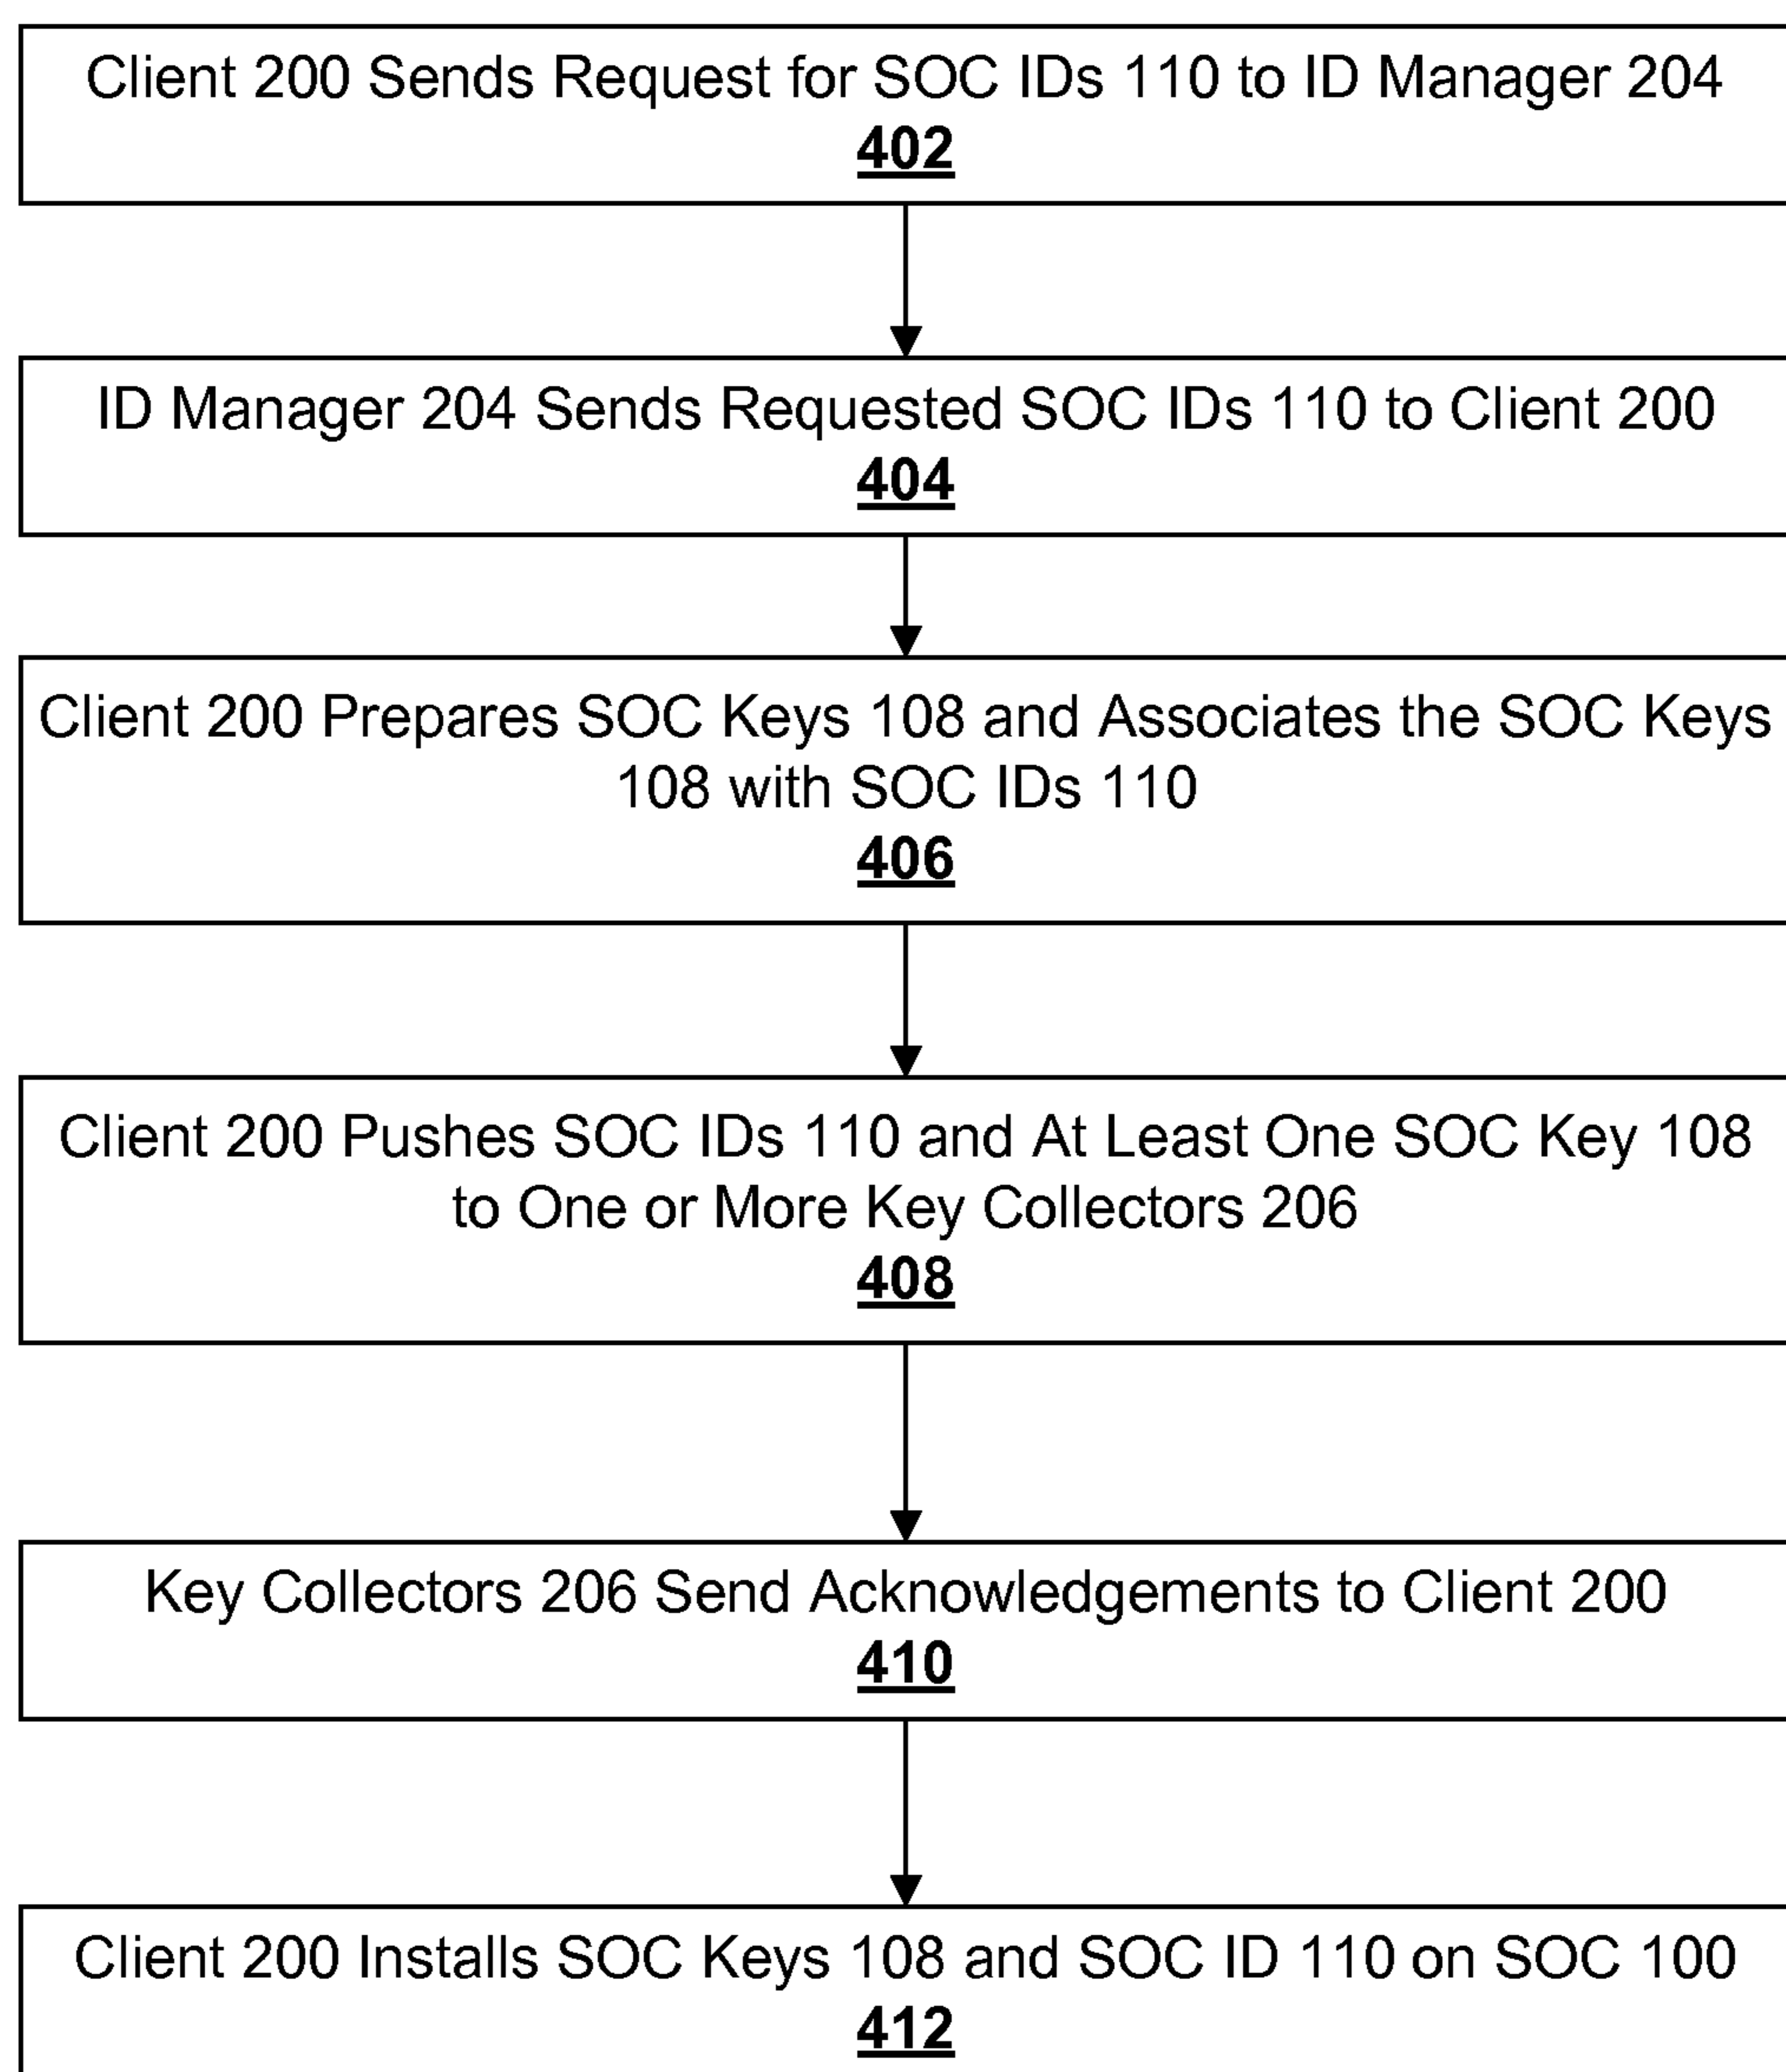 Client 200 Sends Request for SOC IDs 110 to ID Manager 204
402
ID Manager 204 Sends Requested SOC IDs 110 to Client 200
404
Client 200 Prepares SOC Keys 108 and Associates the SOC Keys
108 with SOC IDs 110
406
Client 200 Pushes SOC IDs 110 and At Least One SOC Key 108
to One or More Key Collectors 206
408
Key Collectors 206 Send Acknowledgements to Client 200
410
Client 200 Installs SOC Keys 108 and SOC ID 110 on SOC 100
412